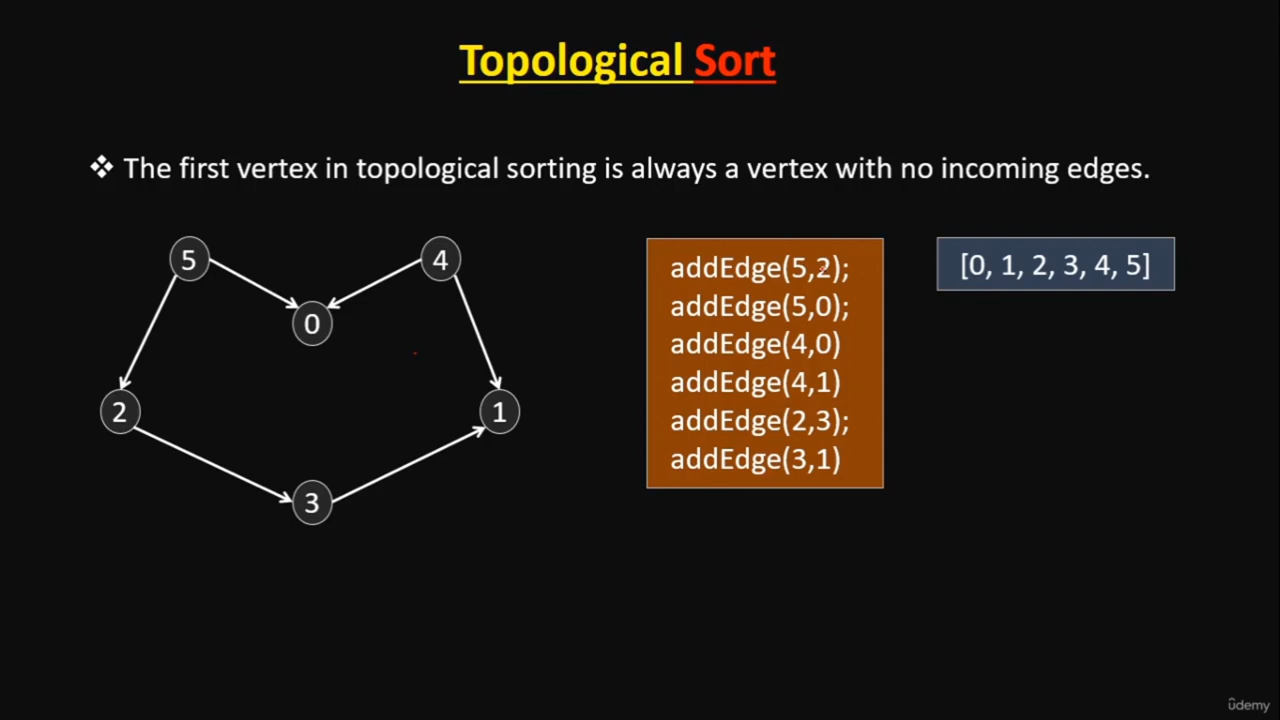 Topological Sort
❖ The first vertex in topological sorting is always a vertex with no incoming edges.
5
4
0
2
1
3
addEdge(5,2);
addEdge(5,0);
addEdge(4,0)
addEdge(4,1)
addEdge(2,3);
addEdge(3,1)
[0, 1, 2, 3, 4, 5]
ûdemy